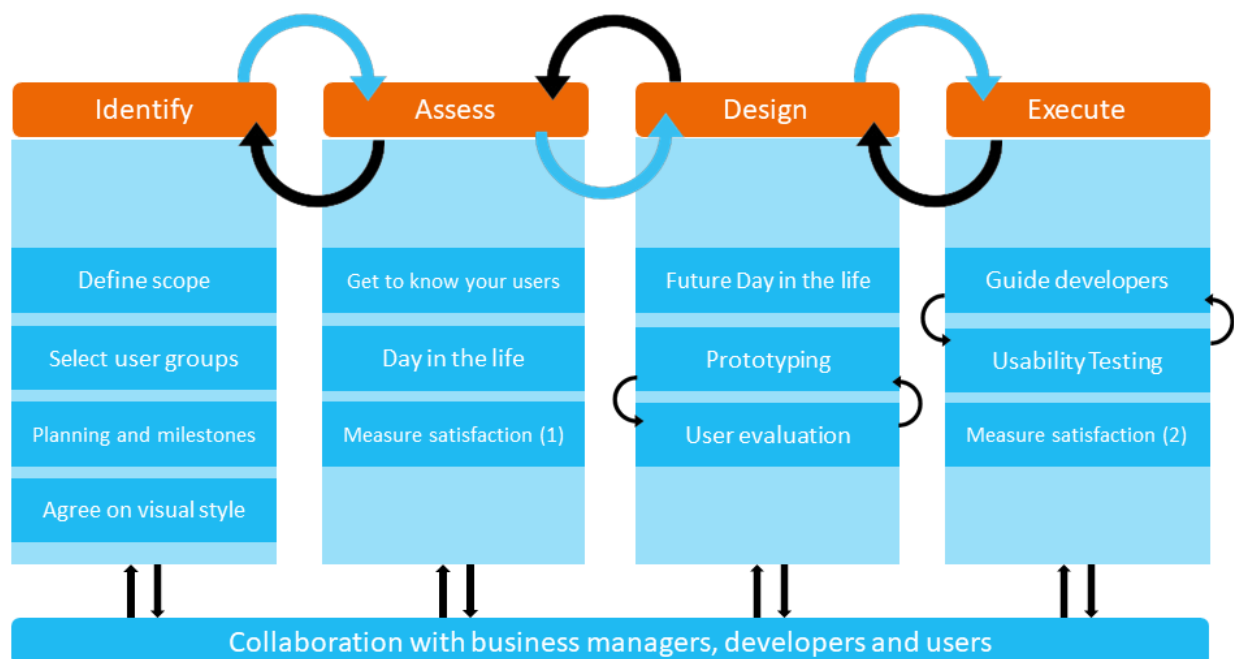 Identify
Assess
Design
Execute
Define scope
Select user groups
Planning and milestones
Agree on visual style
Get to know your users
Day in the life
Measure satisfaction (1)
Future Day in the life
Prototyping
User evaluation
Guide developers
Usability Testing
Measure satisfaction (2)
Collaboration with business managers, developers and users